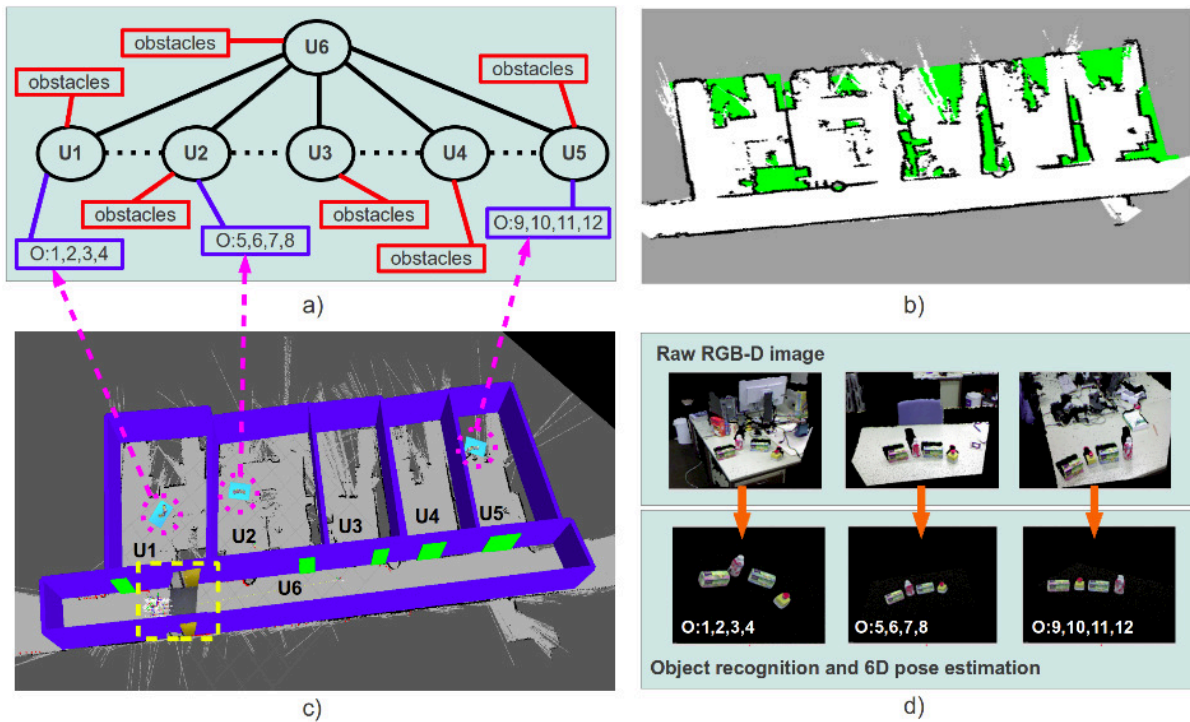 obstacles
U6
obstacles
obstacles
U1
U2
U3
U4
U5
obstacles
obstacles
O:9,10,11,12
O:5,6,7,8
O:1,2,3,4
obstacles
a)
b)
U1
U2
U3
U4
U5
U6
c)
Raw RGB-D image
O:1,2,3,4
O:5,6,7,8
O:9,10,11,12
Object recognition and 6D pose estimation
d)